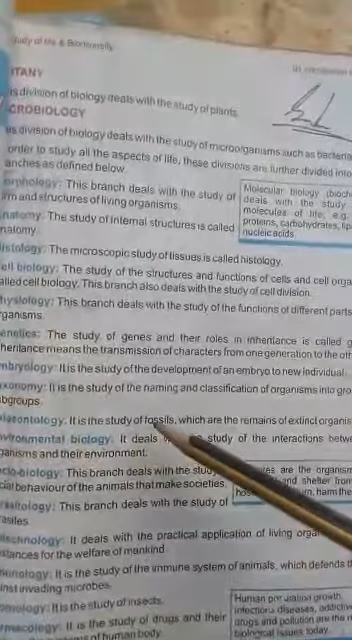 tudy of life & Biodiversity
ITANY
is division of biology deals with the study of plants.
CROBIOLOGY
is division of biology deals with the study of microorganisms such as bacteria
order to study all the aspects of life, these divisions are further divided into
anches as defined below.
orphology: This branch deals with the study of
rm and structures of living organisms.
Molecular biology (bioch
deals with the study
molecules of life, e.g.
proteins, carbohydrates, lip
nucleic acids.
natomy: The study of internal structures is called
natomy.
istology: The microscopic study of tissues is called histology.
ell biology: The study of the structures and functions of cells and cell orga
alled cell biology. This branch also deals with the study of cell division.
hysiology: This branch deals with the study of the functions of different parts
rganisms.
enetics: The study of genes and their roles in inheritance is called g
heritance means the transmission of characters from one generation to the oth
mbryology: It is the study of the development of an embryo to new individual.
axonomy: It is the study of the naming and classification of organisms into gro
bgroups.
laeontology: It is the study of fossils, which are the remains of extinct organis
vironmental biology: It deals study of the interactions betwe
ganisms and their environment.
cio-biology: This branch deals with the stud
cial behaviour of the animals that make societies.
es are the organism
and shelter from
harm the
rasitology: This branch deals with the study of
rasites.
technology: It deals with the practical application of living orga
stances for the welfare of mankind.
unology: It is the study of the immune system of animals, which defends t
inst invading microbes.
omology: It is the study of insects.
rmacology: It is the study of drugs and their
of human body.
Human population growth,
infectious diseases, addictiv
drugs and pollution are the m
biological issues today.